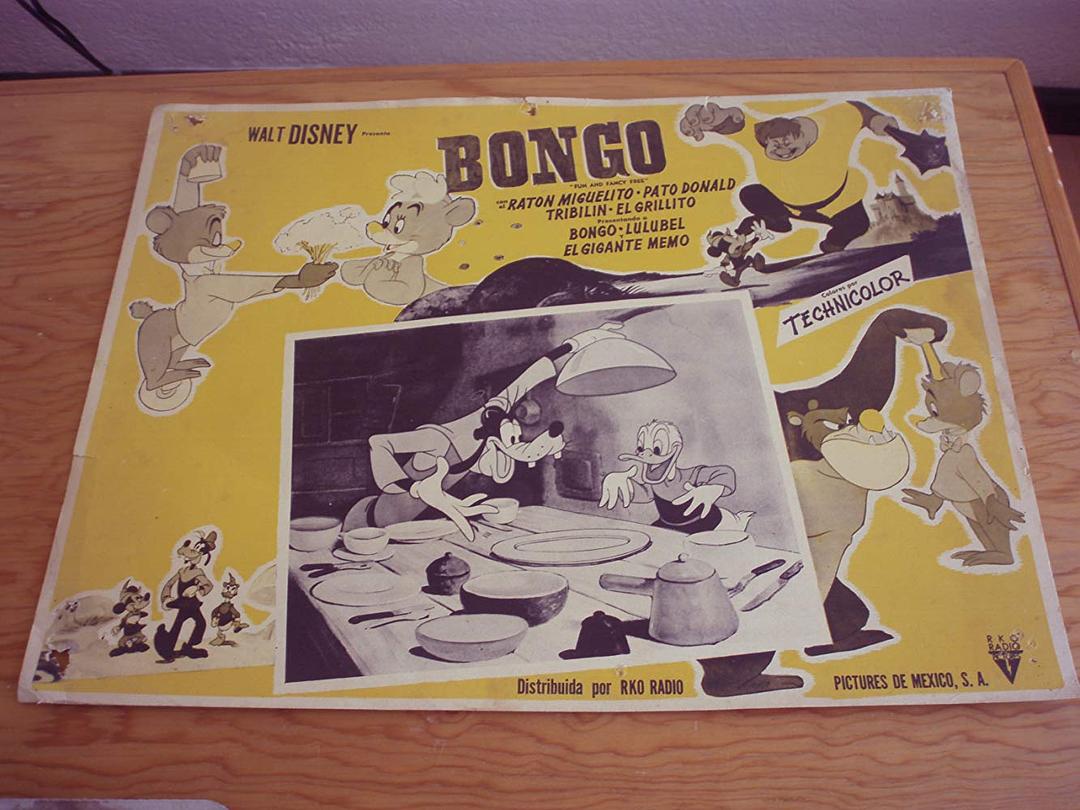 WALT DISNEY Presenta
BONGO
"FUN AND FANCY FREE"
con
el RATON MIGUELITO - PATO DONALD
TRIBILIN - EL GRILLITO
Presentando a
BONGO - LULUBEL
Y
EL GIGANTE MEMO
Colores por
TECHNICOLOR
RKO
RADIO
Distribuida por RKO RADIO PICTURES DE MEXICO, S. A.